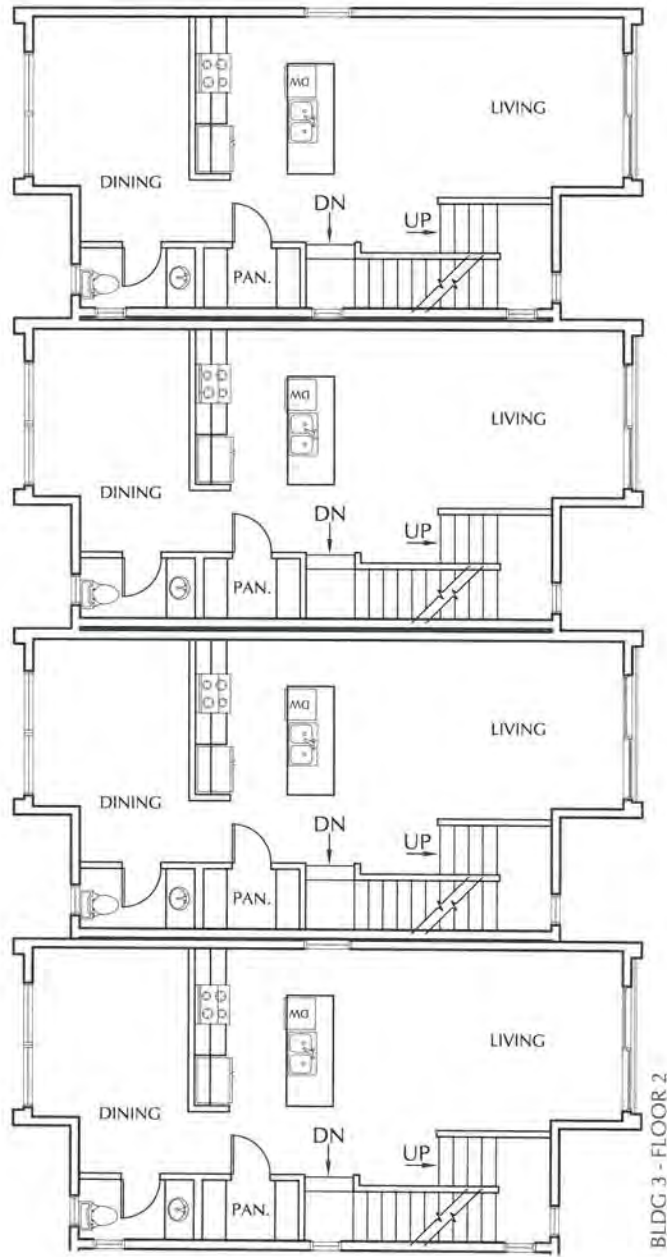 DW
LIVING
DINING
DN
UP
PAN.
DW
LIVING
DINING
DN
UP
PAN.
DW
LIVING
DINING
DN
UP
PAN.
DW
LIVING
DINING
DN
UP
PAN.
BLDG 3 - FLOOR 2